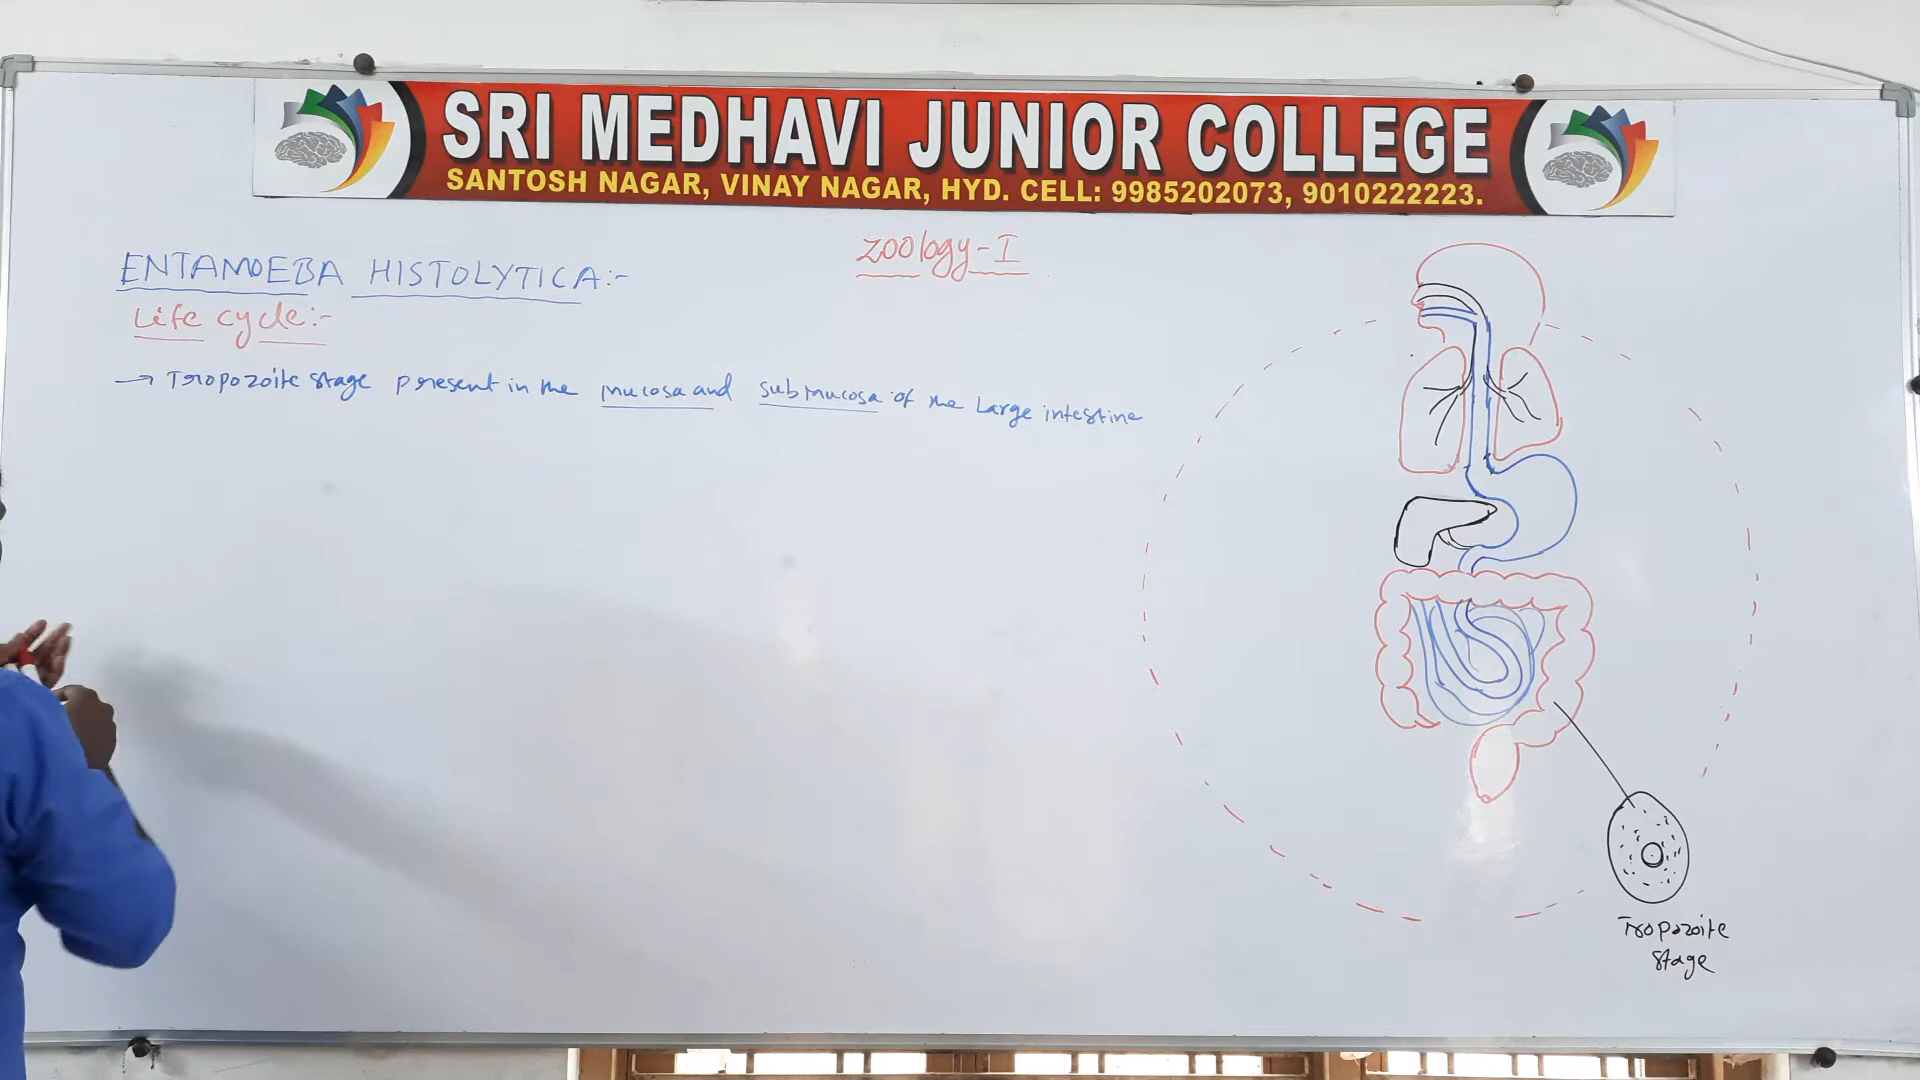 SRI MEDHAVI JUNIOR COLLEGE
SANTOSH NAGAR, VINAY NAGAR, HYD. CELL: 9985202073, 9010222223.
Zoology-I
ENTAMOEBA HISTOLYTICA:-
Life cycle:-
→ Tropozoite stage present in the mucosa and submucosa of the Large intestine
Tropozoite
stage